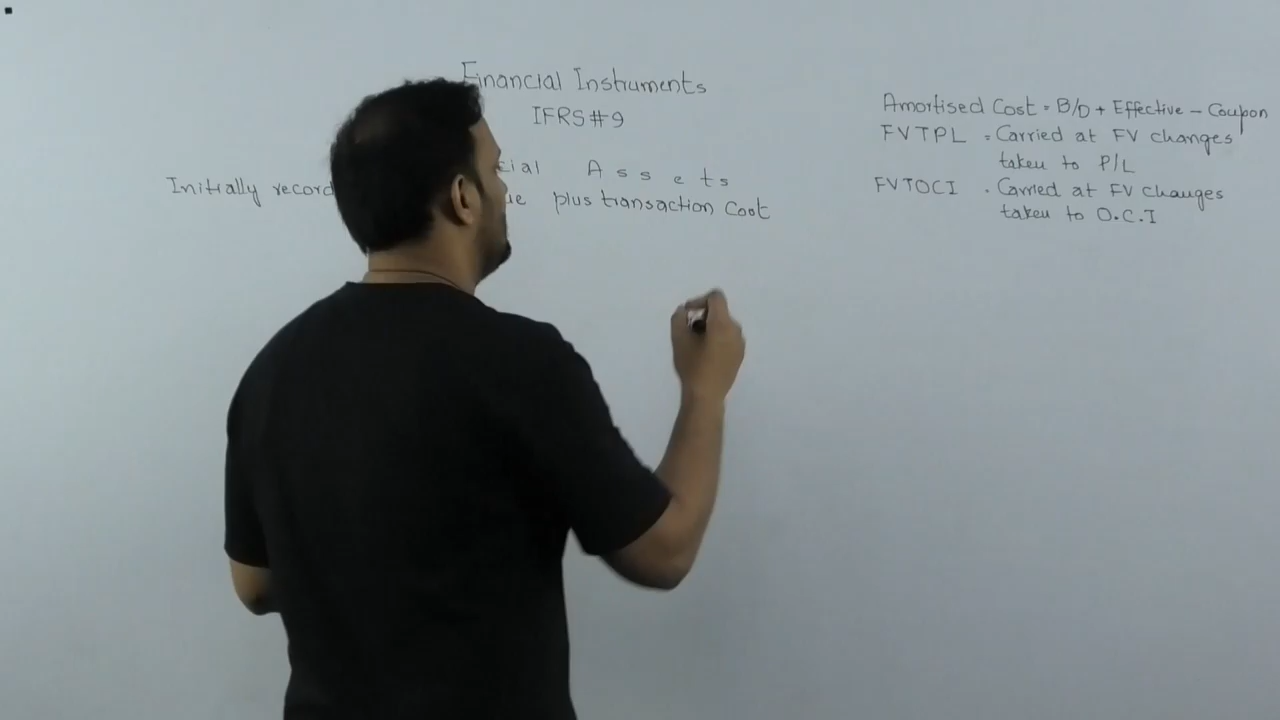 Financial Instruments
IFRS#9
cial Assets
Initially record ue plus transaction Cost
Amortised Cost = B/D + Effective - Coupon
FVTPL = Carried at FV changes
taken to P/L
FVTOCI = Carried at FV changes
taken to O.C.I